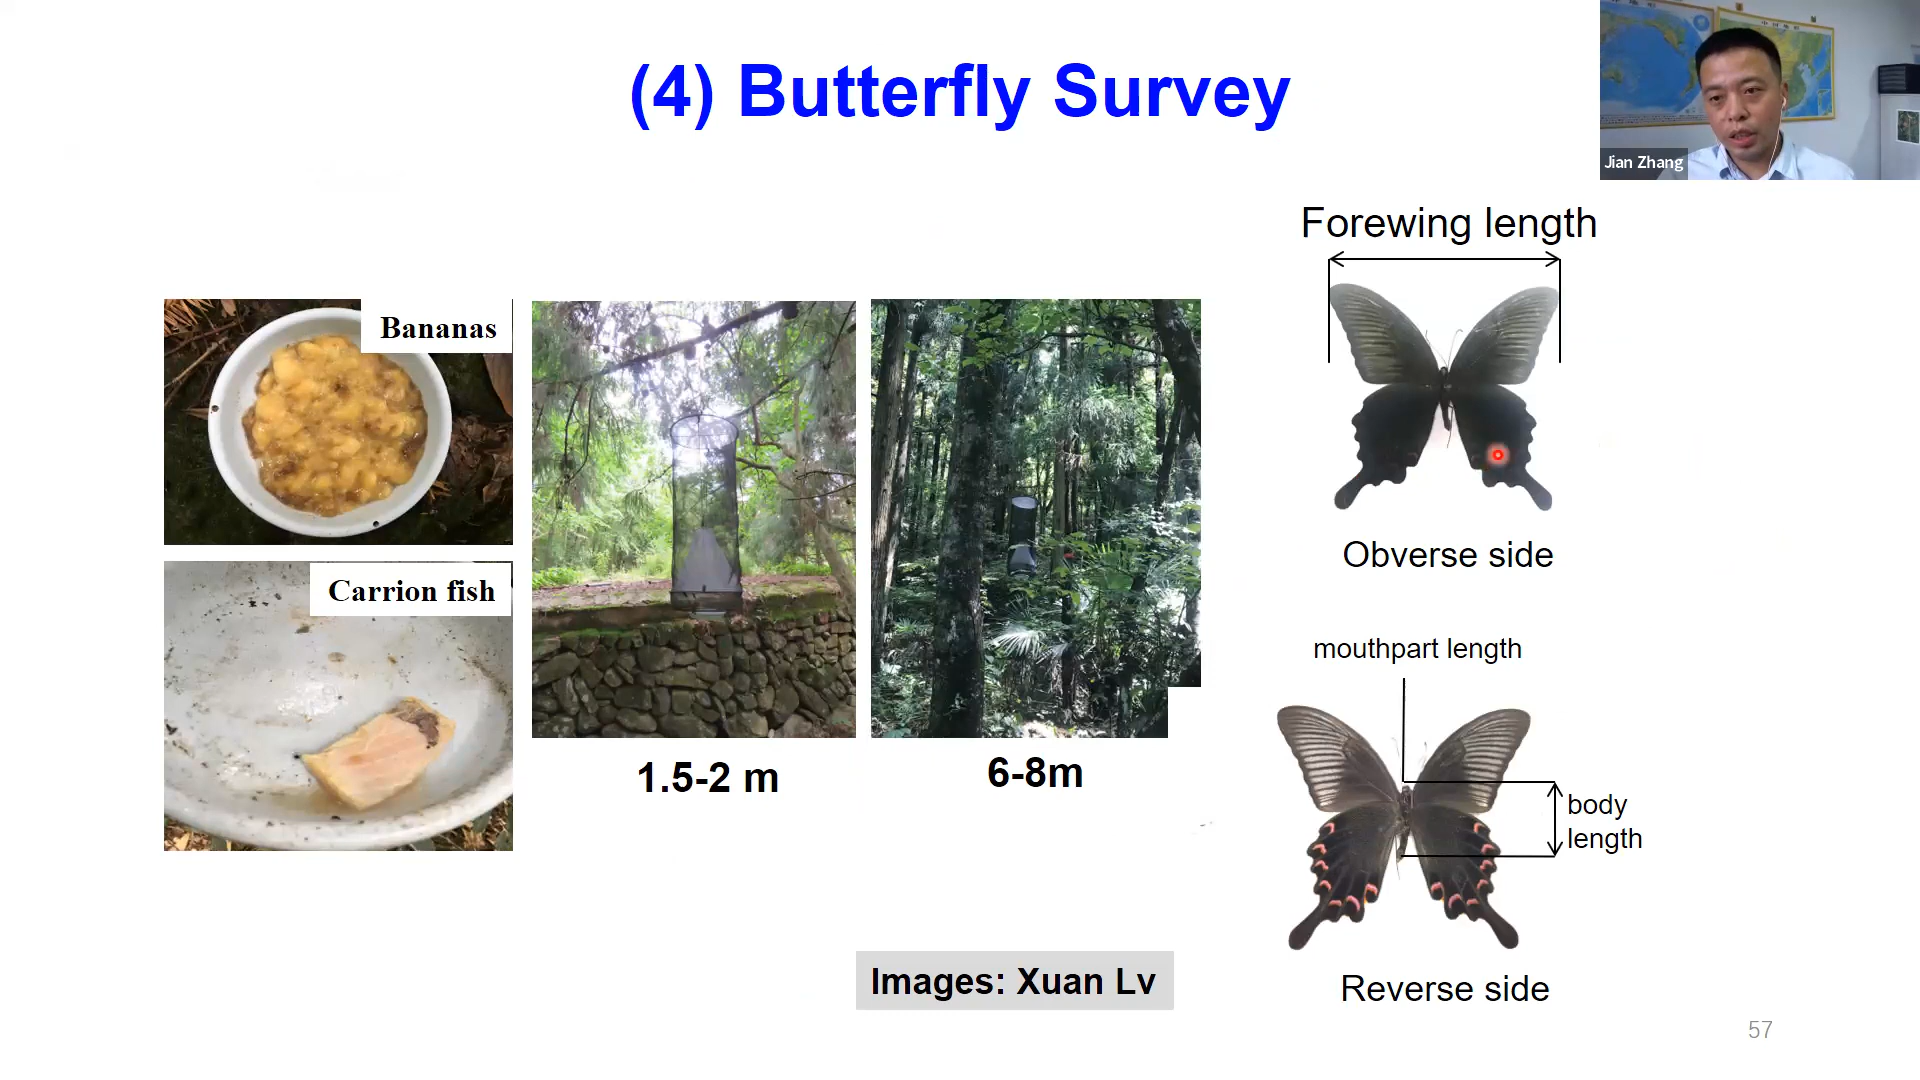 (4) Butterfly Survey
Jian Zhang
Forewing length
Bananas
Carrion fish
1.5-2 m
6-8m
Obverse side
mouthpart length
body
length
Images: Xuan Lv
Reverse side
57